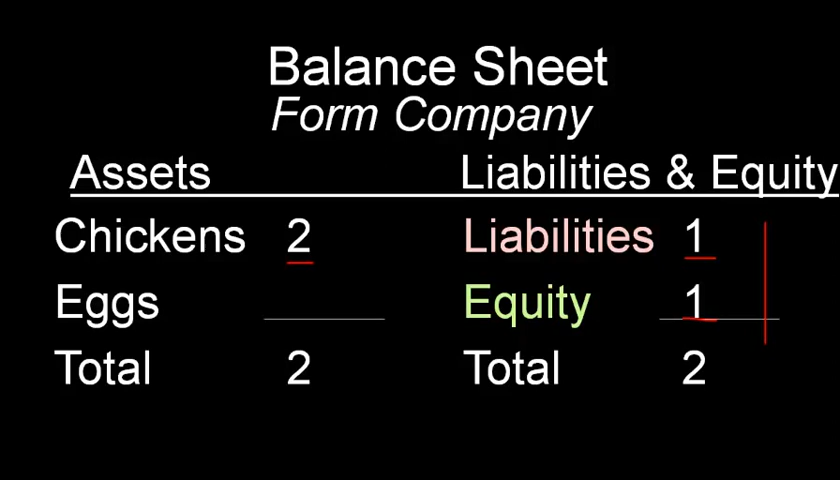 Balance Sheet
Form Company
Assets Liabilities & Equity
Chickens 2 Liabilities 1
Eggs Equity 1
Total 2 Total 2